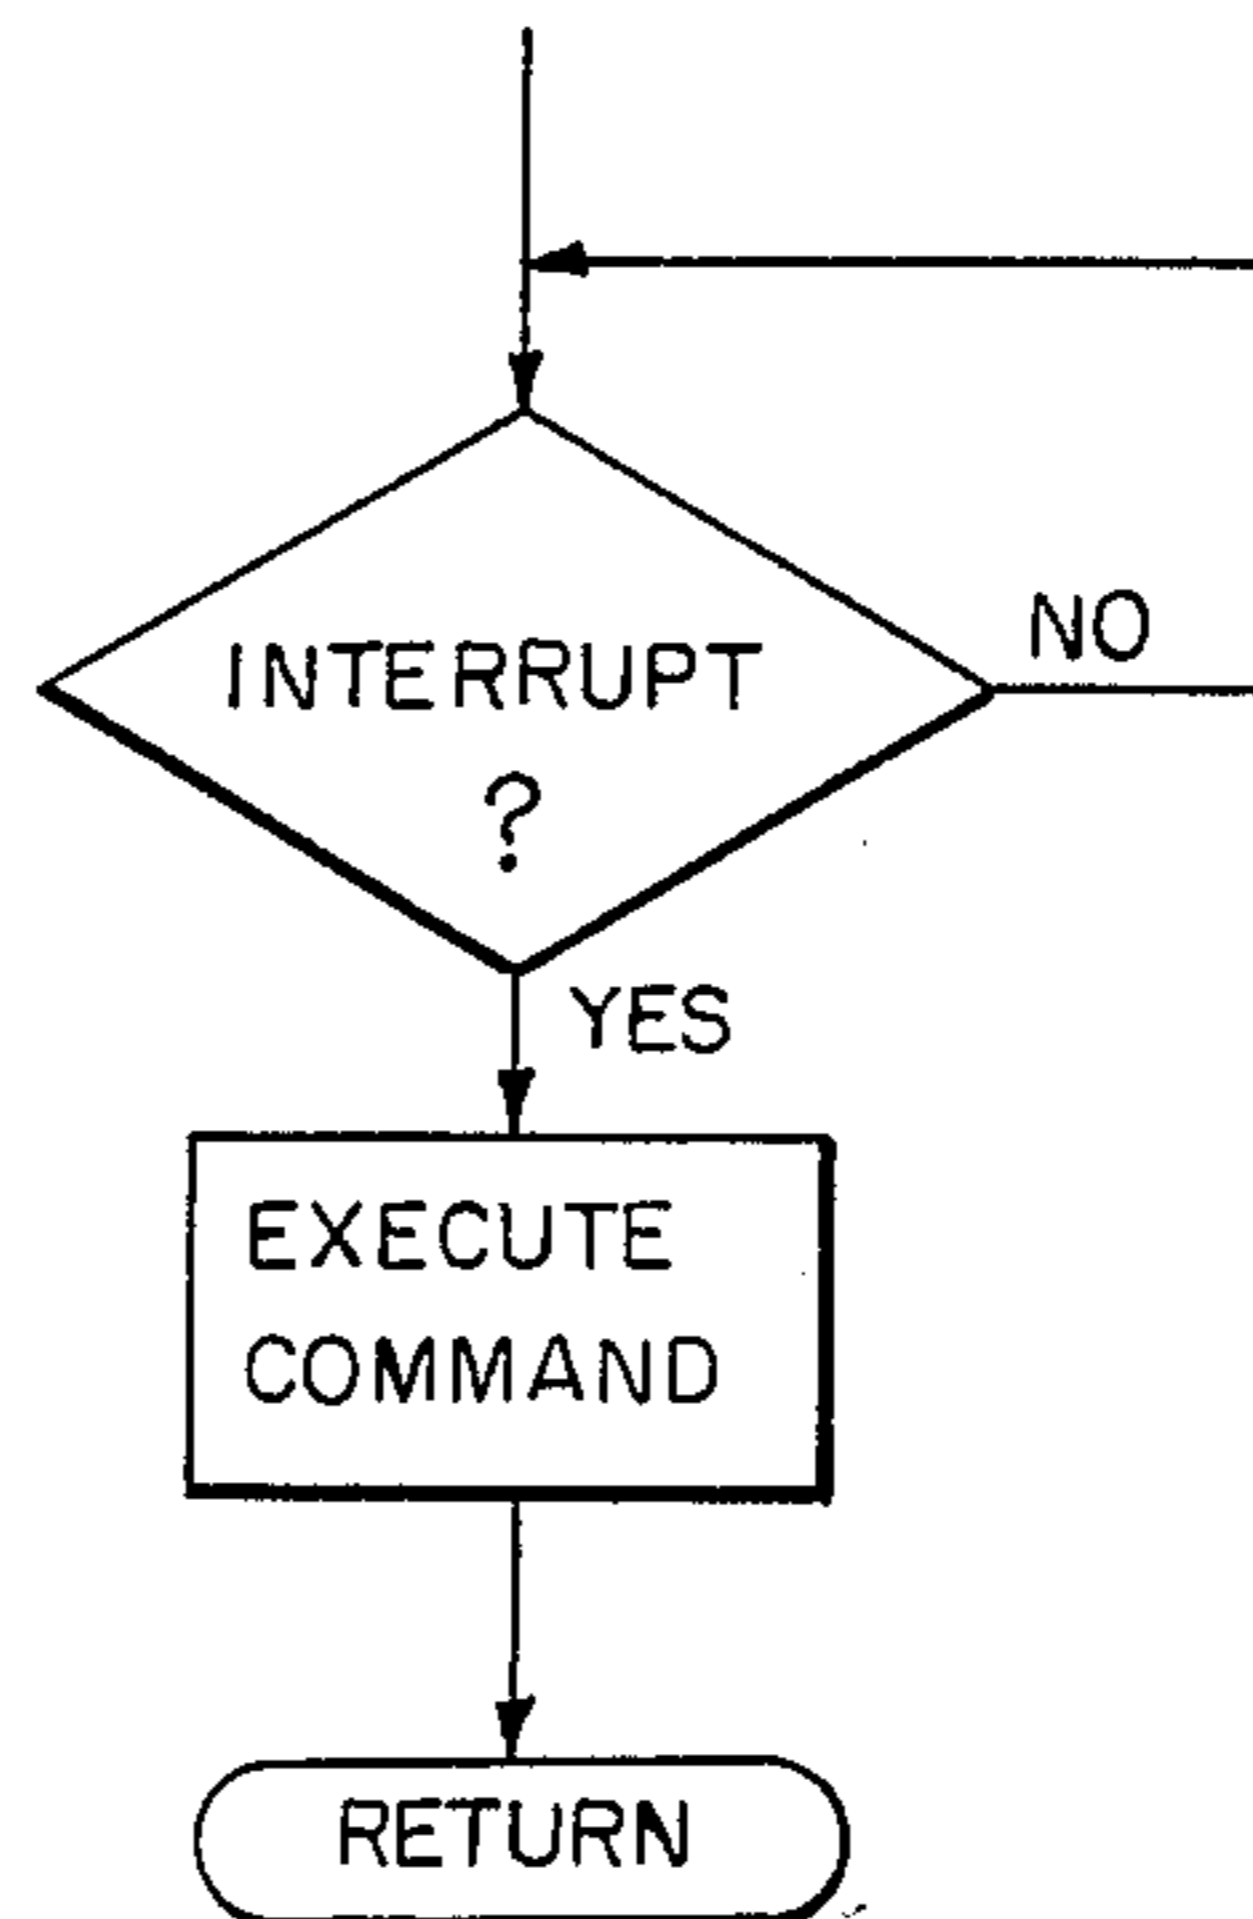 INTERRUPT
?
NO
YES
EXECUTE
COMMAND
RETURN